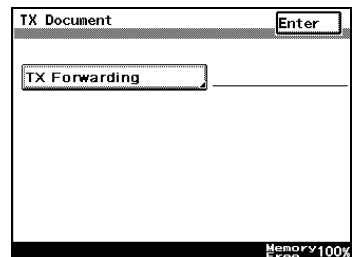 TX Document
Enter
TX Forwarding
Memory 100%
Free